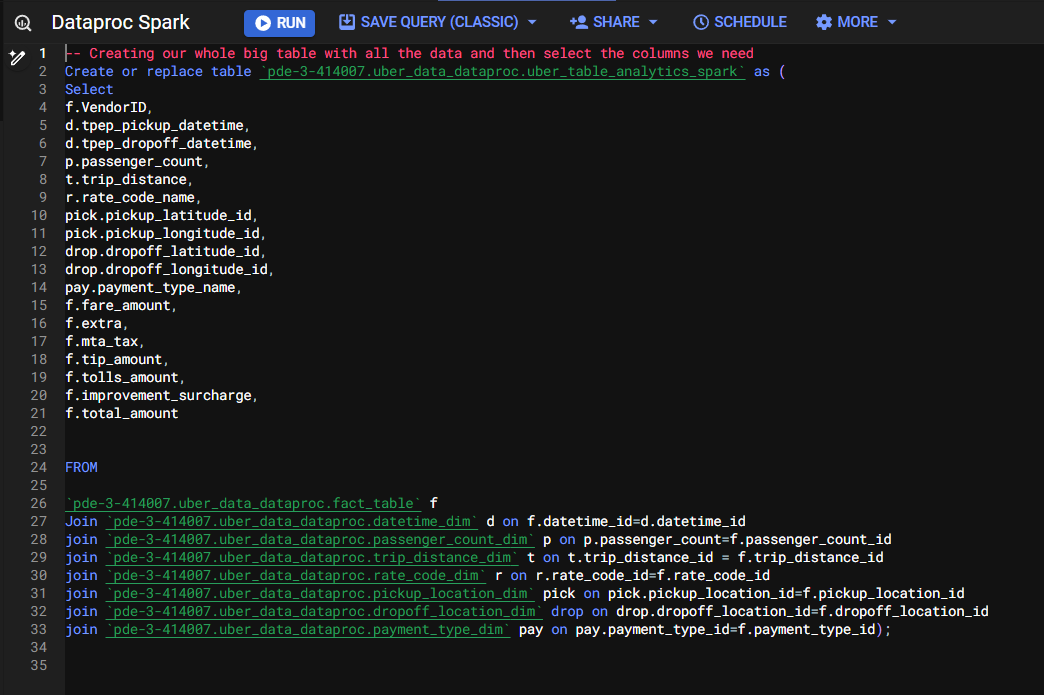 Dataproc Spark RUN SAVE QUERY (CLASSIC) SHARE SCHEDULE MORE
1 -- Creating our whole big table with all the data and then select the columns we need
2 Create or replace table `pde-3-414007.uber_data_dataproc.uber_table_analytics_spark` as (
3 Select
4 f.VendorID,
5 d.tpep_pickup_datetime,
6 d.tpep_dropoff_datetime,
7 p.passenger_count,
8 t.trip_distance,
9 r.rate_code_name,
10 pick.pickup_latitude_id,
11 pick.pickup_longitude_id,
12 drop.dropoff_latitude_id,
13 drop.dropoff_longitude_id,
14 pay.payment_type_name,
15 f.fare_amount,
16 f.extra,
17 f.mta_tax,
18 f.tip_amount,
19 f.tolls_amount,
20 f.improvement_surcharge,
21 f.total_amount
22
23
24 FROM
25
26 `pde-3-414007.uber_data_dataproc.fact_table` f
27 Join `pde-3-414007.uber_data_dataproc.datetime_dim` d on f.datetime_id=d.datetime_id
28 join `pde-3-414007.uber_data_dataproc.passenger_count_dim` p on p.passenger_count=f.passenger_count_id
29 join `pde-3-414007.uber_data_dataproc.trip_distance_dim` t on t.trip_distance_id = f.trip_distance_id
30 join `pde-3-414007.uber_data_dataproc.rate_code_dim` r on r.rate_code_id=f.rate_code_id
31 join `pde-3-414007.uber_data_dataproc.pickup_location_dim` pick on pick.pickup_location_id=f.pickup_location_id
32 join `pde-3-414007.uber_data_dataproc.dropoff_location_dim` drop on drop.dropoff_location_id=f.dropoff_location_id
33 join `pde-3-414007.uber_data_dataproc.payment_type_dim` pay on pay.payment_type_id=f.payment_type_id);
34
35